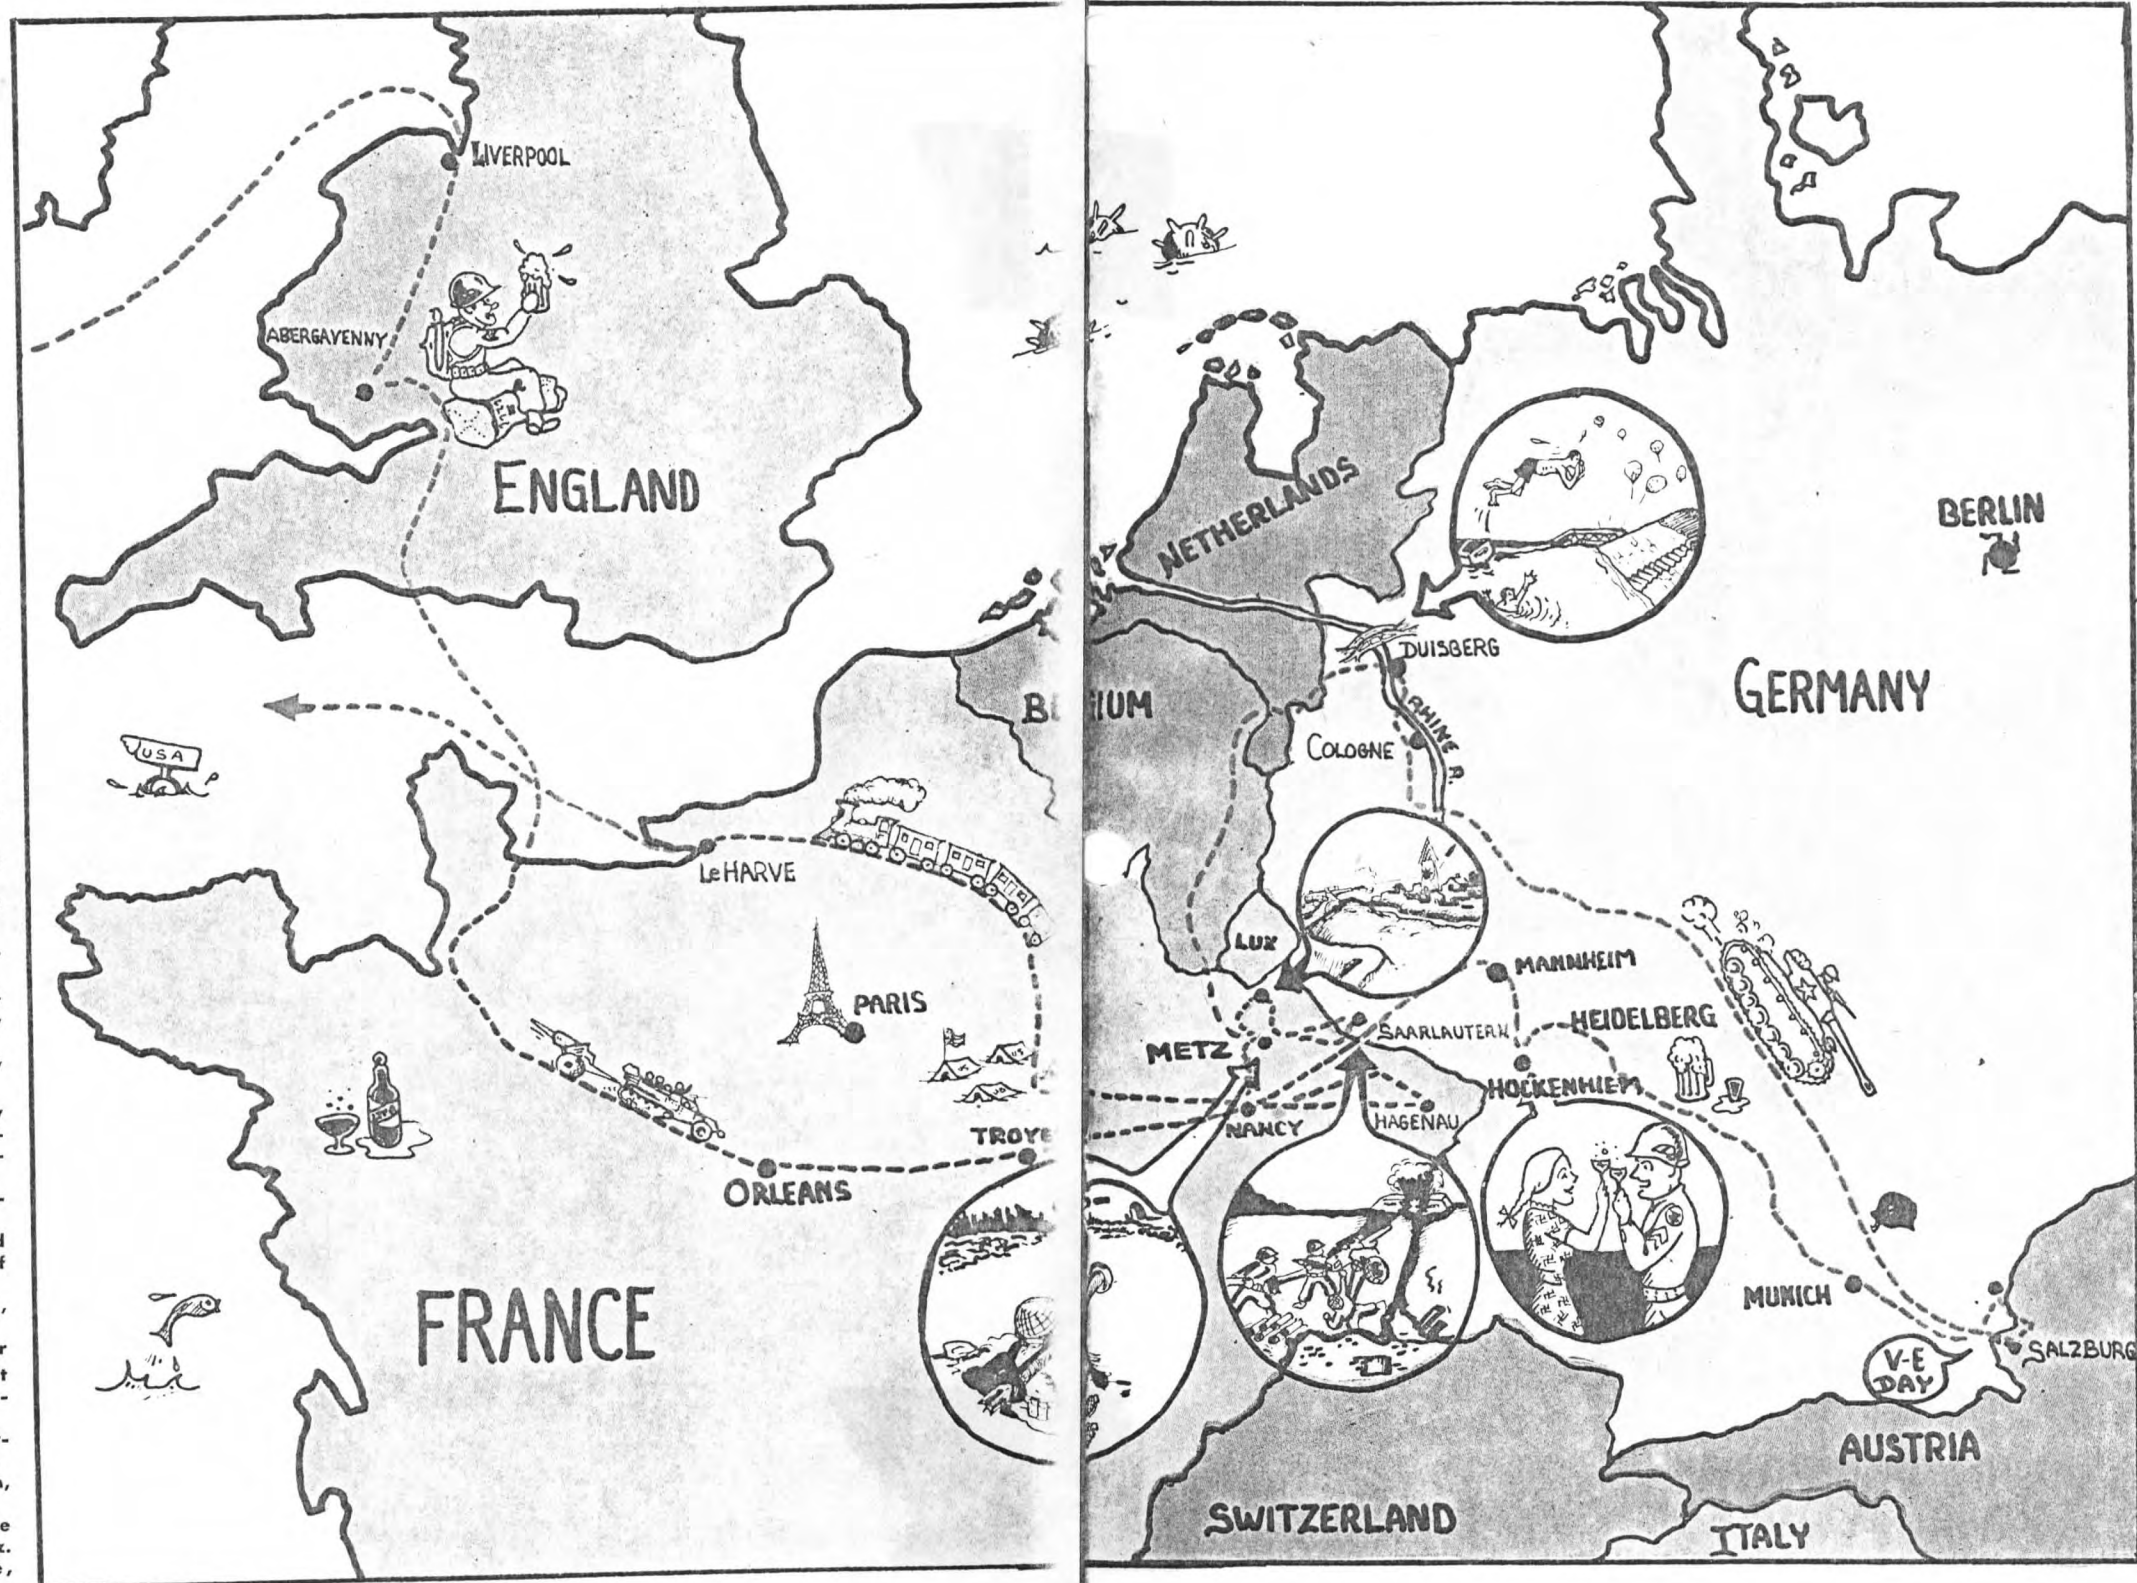 LIVERPOOL
ABERGAVENNY
ENGLAND
USA
LeHARVE
PARIS
TROYE
ORLEANS
FRANCE
BE
IUM
NETHERLANDS
BERLIN
DUISBERG
GERMANY
RHINE R.
COLOGNE
LUX
MANNHEIM
SAARLAUTERN
HEIDELBERG
METZ
HOCKENHIEM
NANCY
HAGENAU
MUNICH
V-E
DAY
SALZBURG
AUSTRIA
SWITZERLAND
ITALY